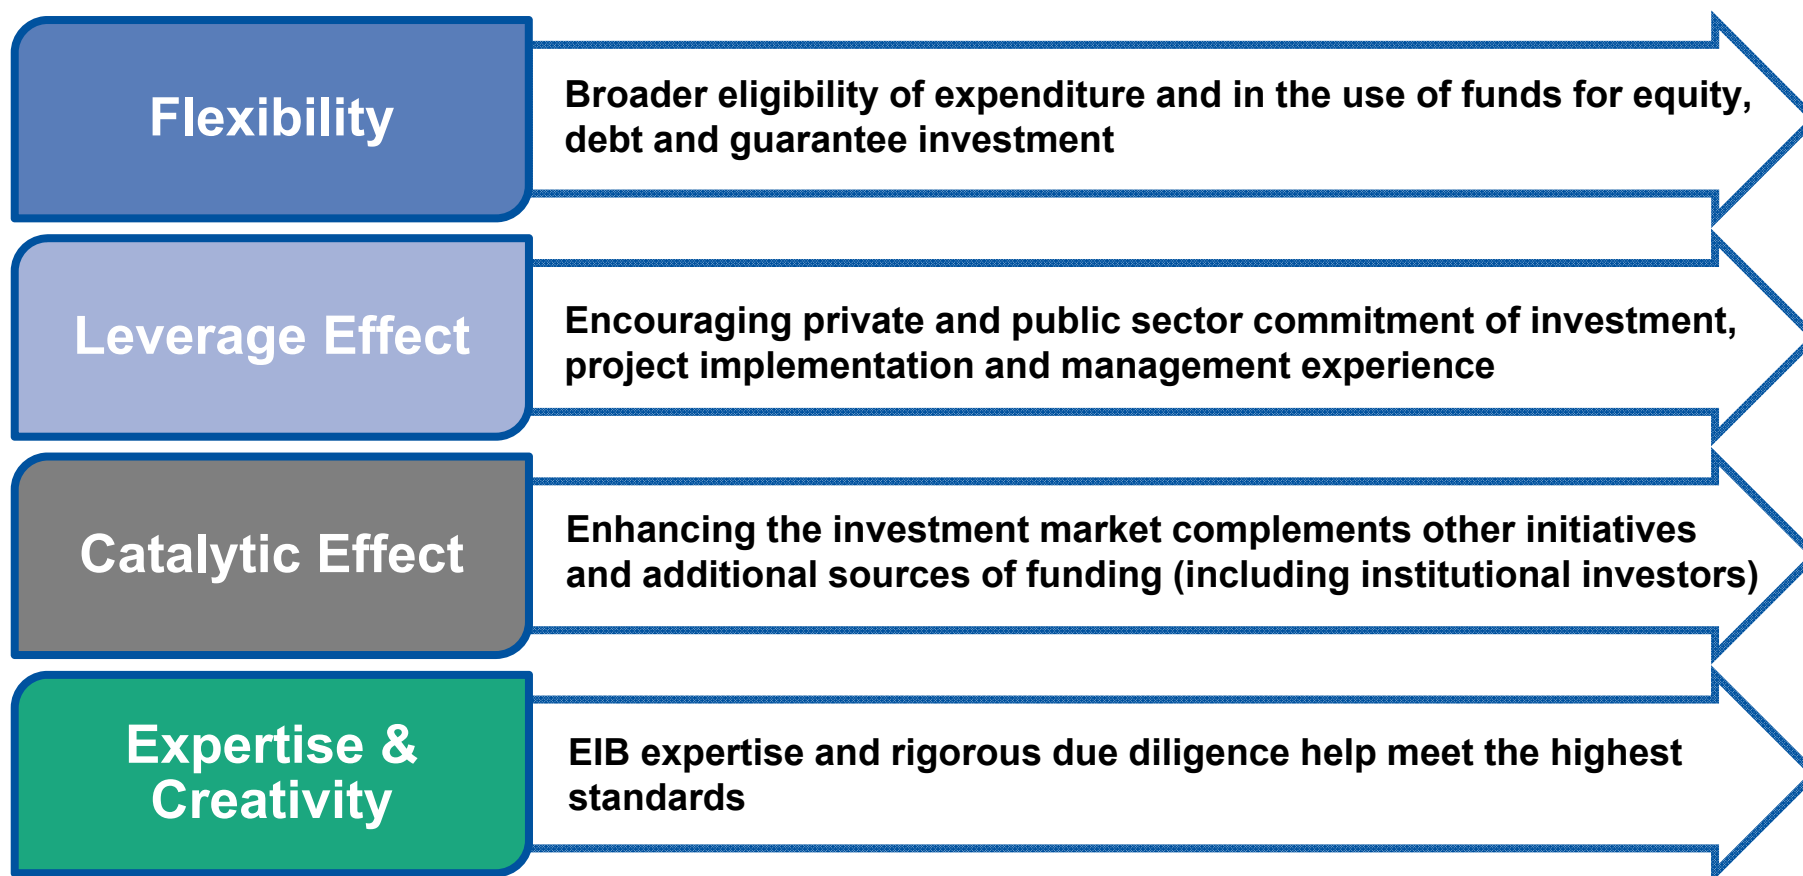 Flexibility
Broader eligibility of expenditure and in the use of funds for equity,
debt and guarantee investment
Leverage Effect
Encouraging private and public sector commitment of investment,
project implementation and management experience
Catalytic Effect
Enhancing the investment market complements other initiatives
and additional sources of funding (including institutional investors)
Expertise &
Creativity
EIB expertise and rigorous due diligence help meet the highest
standards